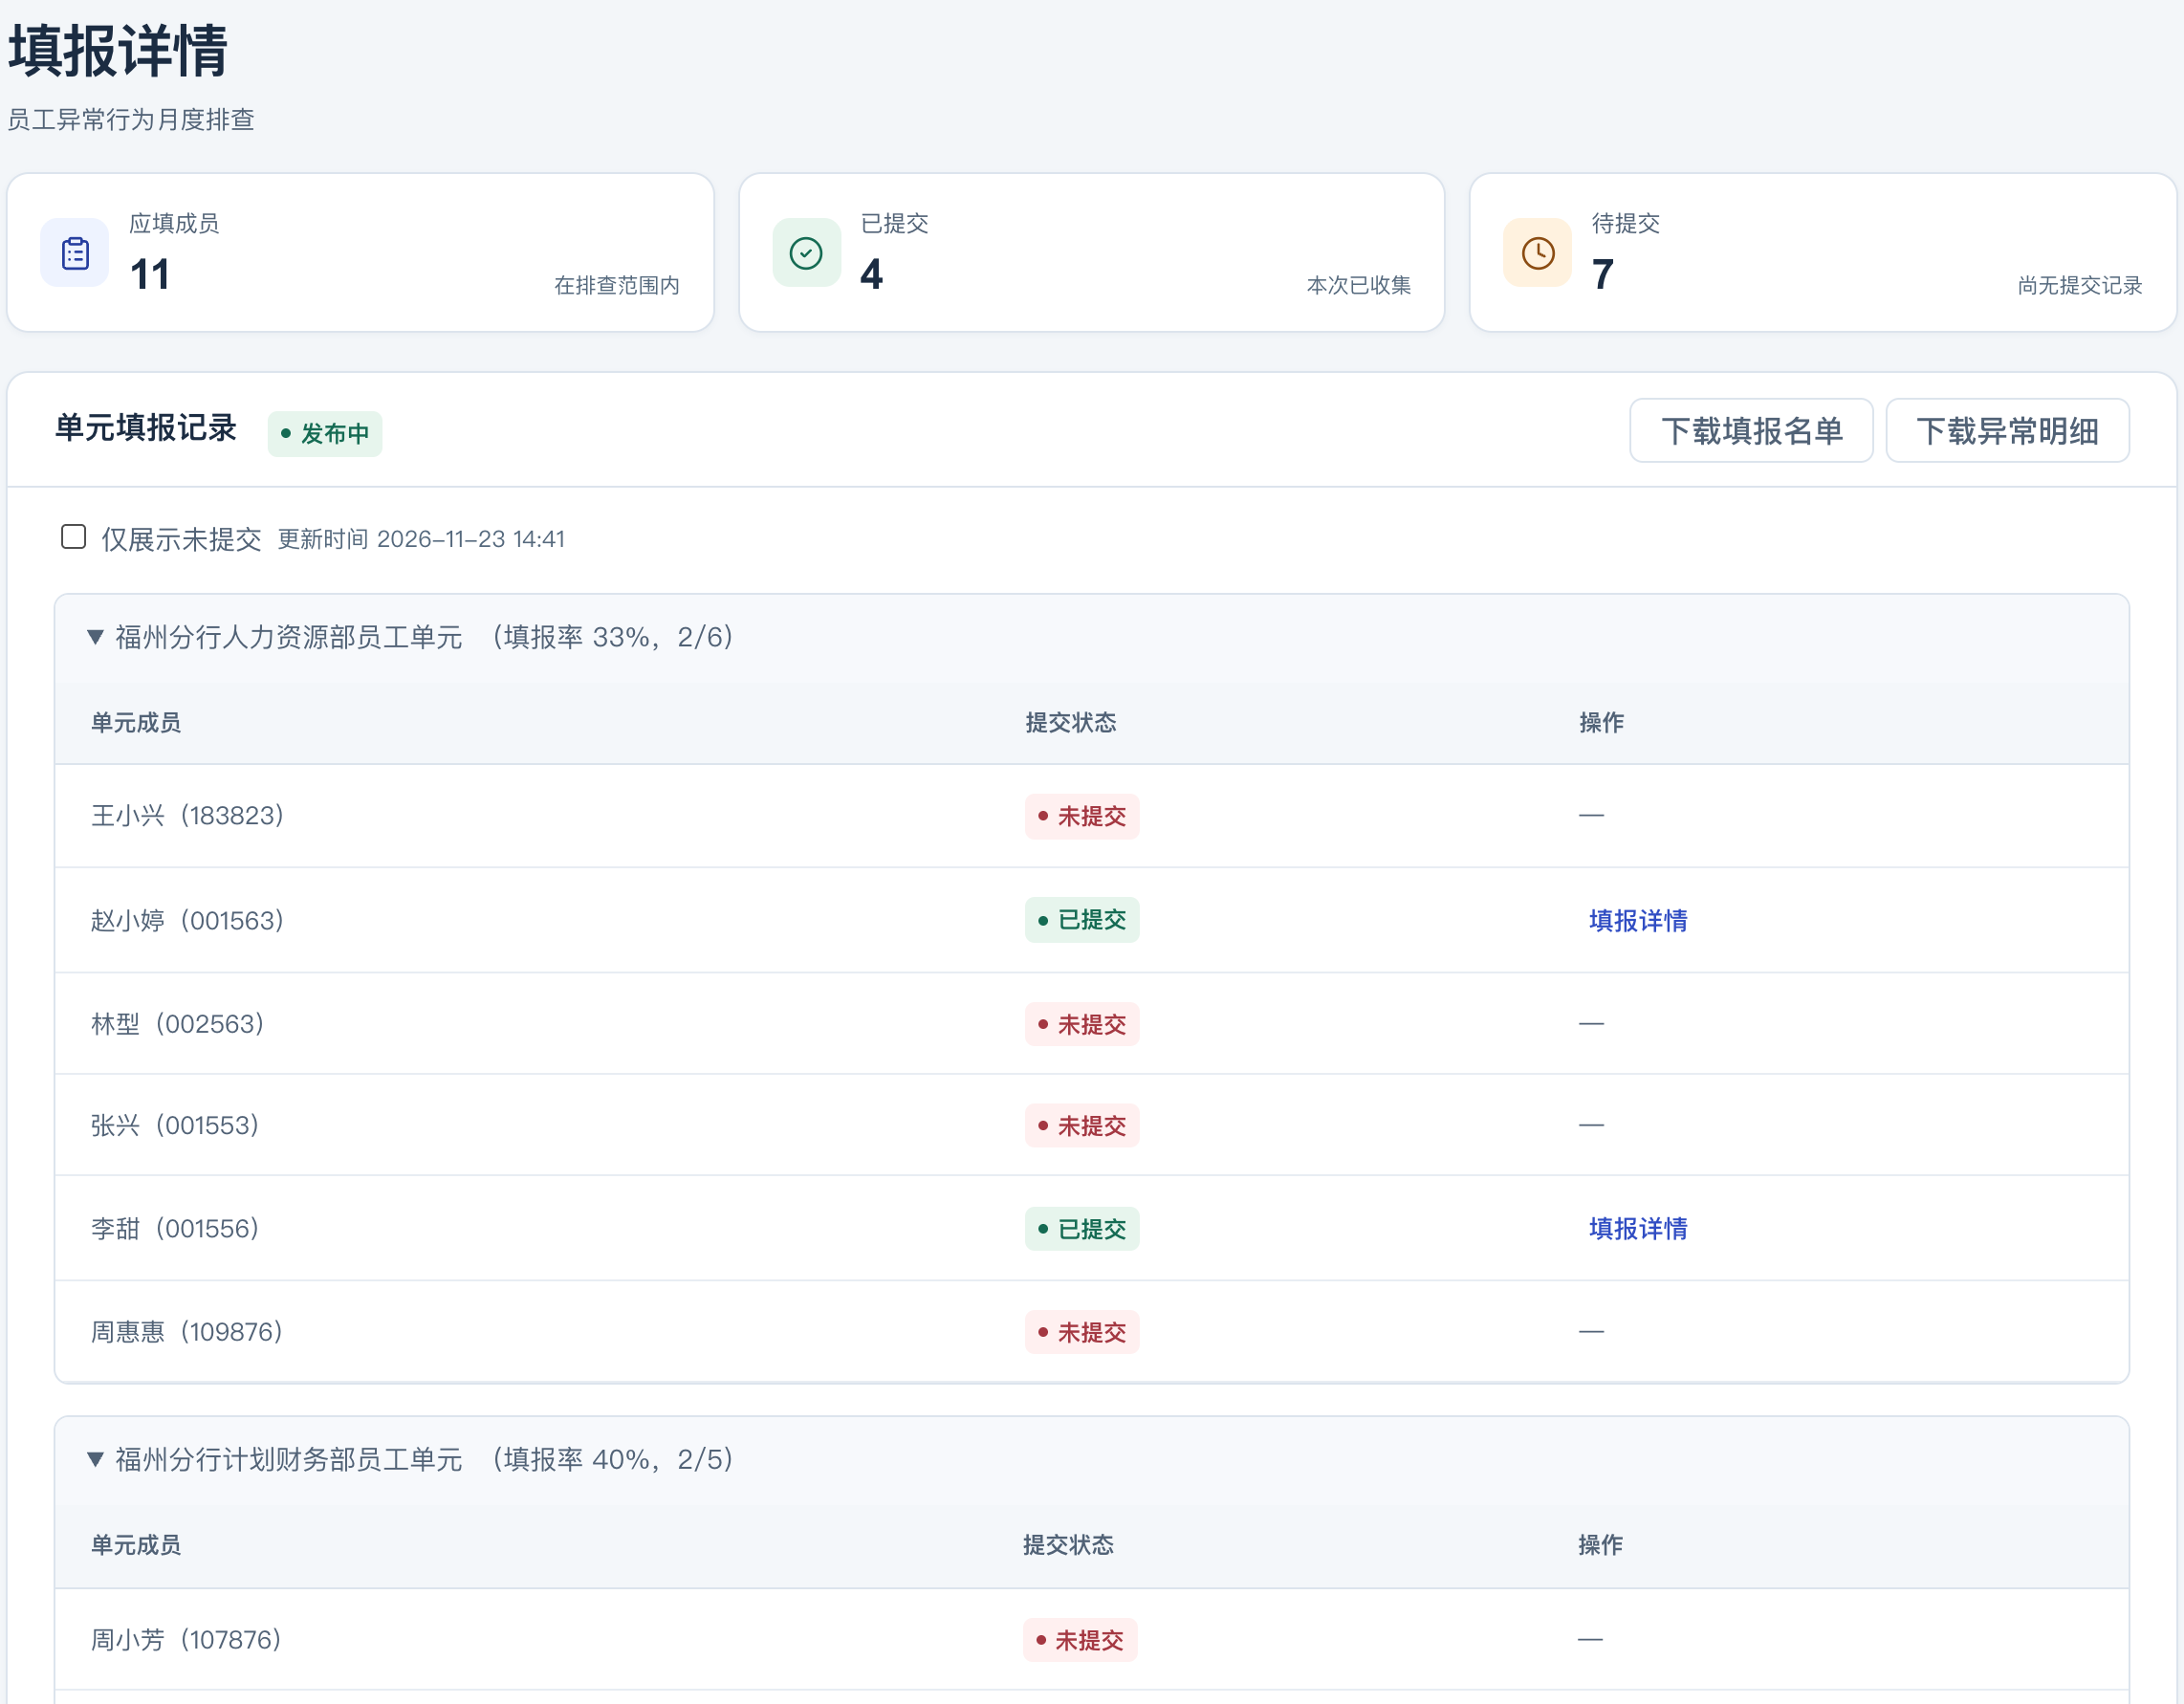 填报详情
员工异常行为月度排查
应填成员
11
在排查范围内
已提交
4
本次已收集
待提交
7
尚无提交记录
单元填报记录 发布中 下载填报名单 下载异常明细
仅展示未提交 更新时间 2026-11-23 14:41
▼ 福州分行人力资源部员工单元 （填报率 33%，2/6）
单元成员 提交状态 操作
王小兴（183823） 未提交 —
赵小婷（001563） 已提交 填报详情
林型（002563） 未提交 —
张兴（001553） 未提交 —
李甜（001556） 已提交 填报详情
周惠惠（109876） 未提交 —
▼ 福州分行计划财务部员工单元 （填报率 40%，2/5）
单元成员 提交状态 操作
周小芳（107876） 未提交 —